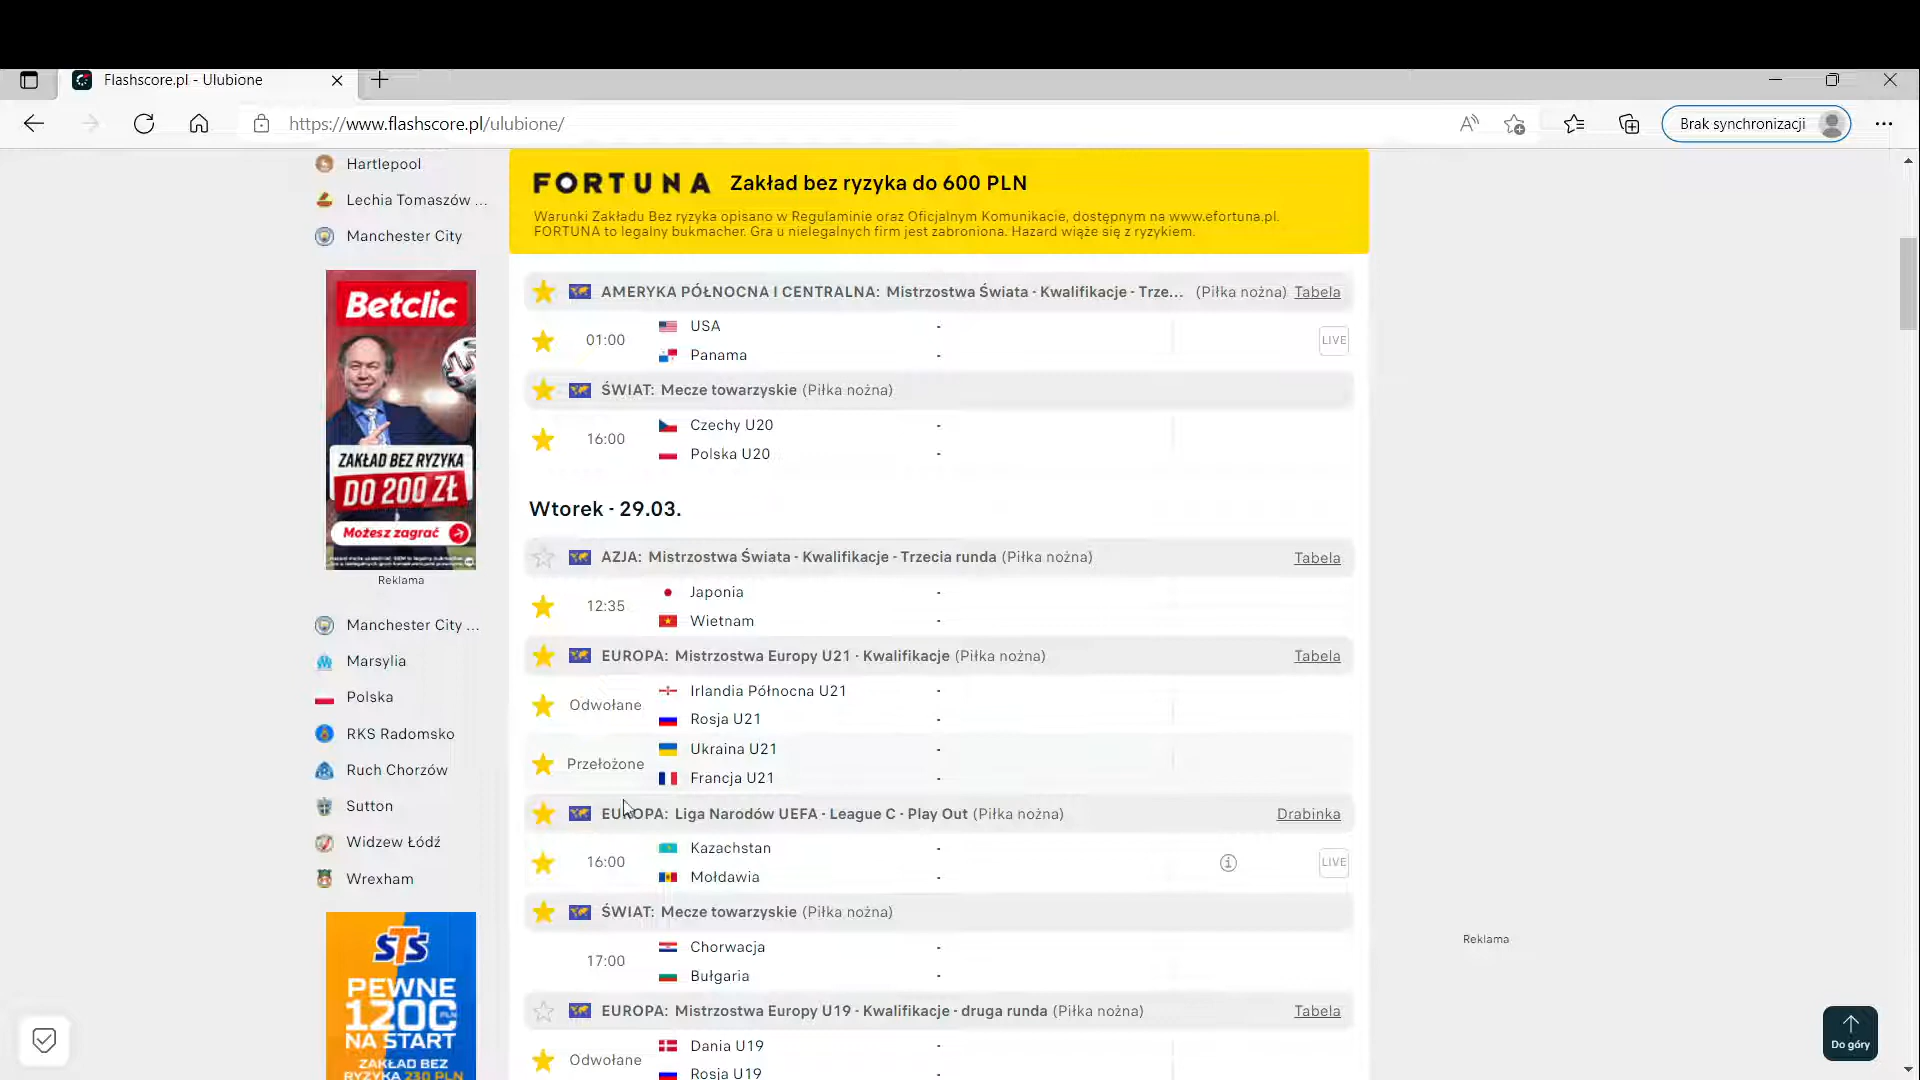 Flashscore.pl - Ulubione
https://www.flashscore.pl/ulubione/
Brak synchronizacji
Hartlepool
Lechia Tomaszów ...
Manchester City
Betclic
ZAKŁAD BEZ RYZYKA
DO 200 ZŁ
Możesz zagrać
Reklama
Manchester City ...
Marsylia
Polska
RKS Radomsko
Ruch Chorzów
Sutton
Widzew Łódź
Wrexham
STS
PEWNE
120C PLN
NA START
ZAKŁAD BEZ
RYZYKA 230 PLN
FORTUNA Zakład bez ryzyka do 600 PLN
Warunki Zakładu Bez ryzyka opisano w Regulaminie oraz Oficjalnym Komunikacie, dostępnym na www.efortuna.pl.
FORTUNA to legalny bukmacher. Gra u nielegalnych firm jest zabroniona. Hazard wiąże się z ryzykiem.
AMERYKA PÓŁNOCNA I CENTRALNA: Mistrzostwa Świata - Kwalifikacje - Trze... (Piłka nożna) Tabela
01:00 USA - LIVE
Panama -
ŚWIAT: Mecze towarzyskie (Piłka nożna)
16:00 Czechy U20 -
Polska U20 -
Wtorek · 29.03.
AZJA: Mistrzostwa Świata - Kwalifikacje - Trzecia runda (Piłka nożna) Tabela
12:35 Japonia -
Wietnam -
EUROPA: Mistrzostwa Europy U21 - Kwalifikacje (Piłka nożna) Tabela
Odwołane Irlandia Północna U21 -
Rosja U21 -
Przełożone Ukraina U21 -
Francja U21 -
EUROPA: Liga Narodów UEFA - League C - Play Out (Piłka nożna) Drabinka
16:00 Kazachstan - LIVE
Mołdawia -
ŚWIAT: Mecze towarzyskie (Piłka nożna)
17:00 Chorwacja -
Bułgaria -
EUROPA: Mistrzostwa Europy U19 - Kwalifikacje - druga runda (Piłka nożna) Tabela
Odwołane Dania U19 -
Rosja U19 -
Reklama
Do góry